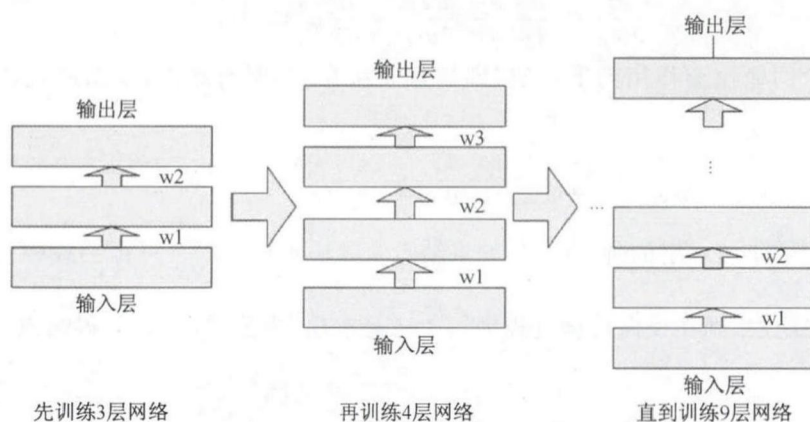 输出层
w2
w1
输入层
先训练3层网络
输出层
w3
w2
w1
输入层
再训练4层网络
...
输出层
⋮
w2
w1
输入层
直到训练9层网络